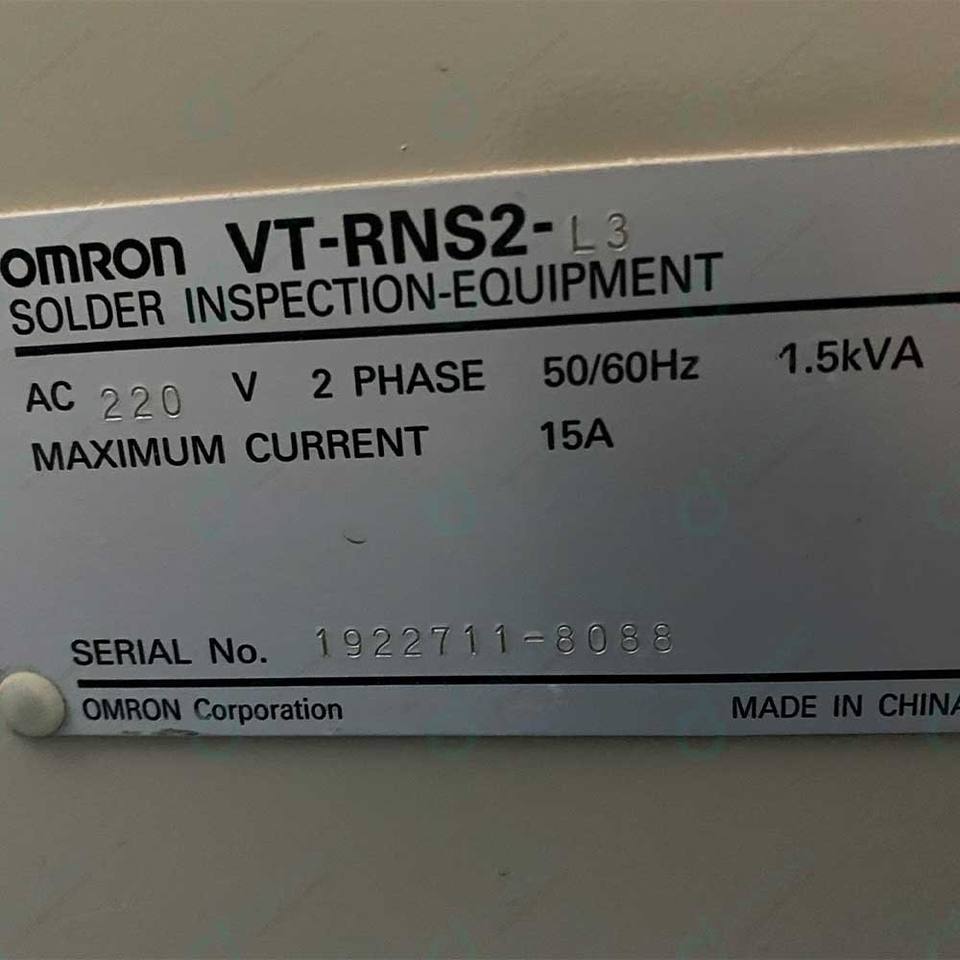 OMRON VT-RNS2-L3
SOLDER INSPECTION-EQUIPMENT
AC 220 V 2 PHASE 50/60Hz 1.5kVA
MAXIMUM CURRENT 15A
SERIAL No. 1922711-8088
OMRON Corporation MADE IN CHINA